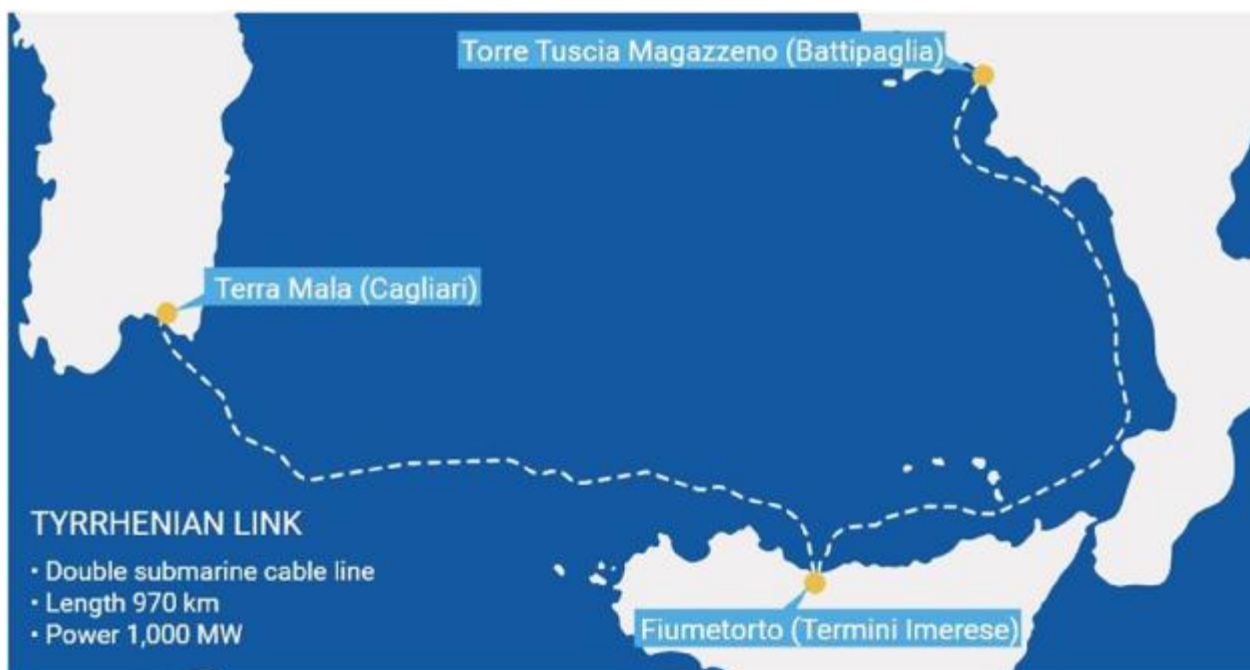 Torre Tuscia Magazzeno (Battipaglia)
Terra Mala (Cagliari)
TYRRHENIAN LINK
· Double submarine cable line
· Length 970 km
· Power 1,000 MW
Fiumetorto (Termini Imerese)